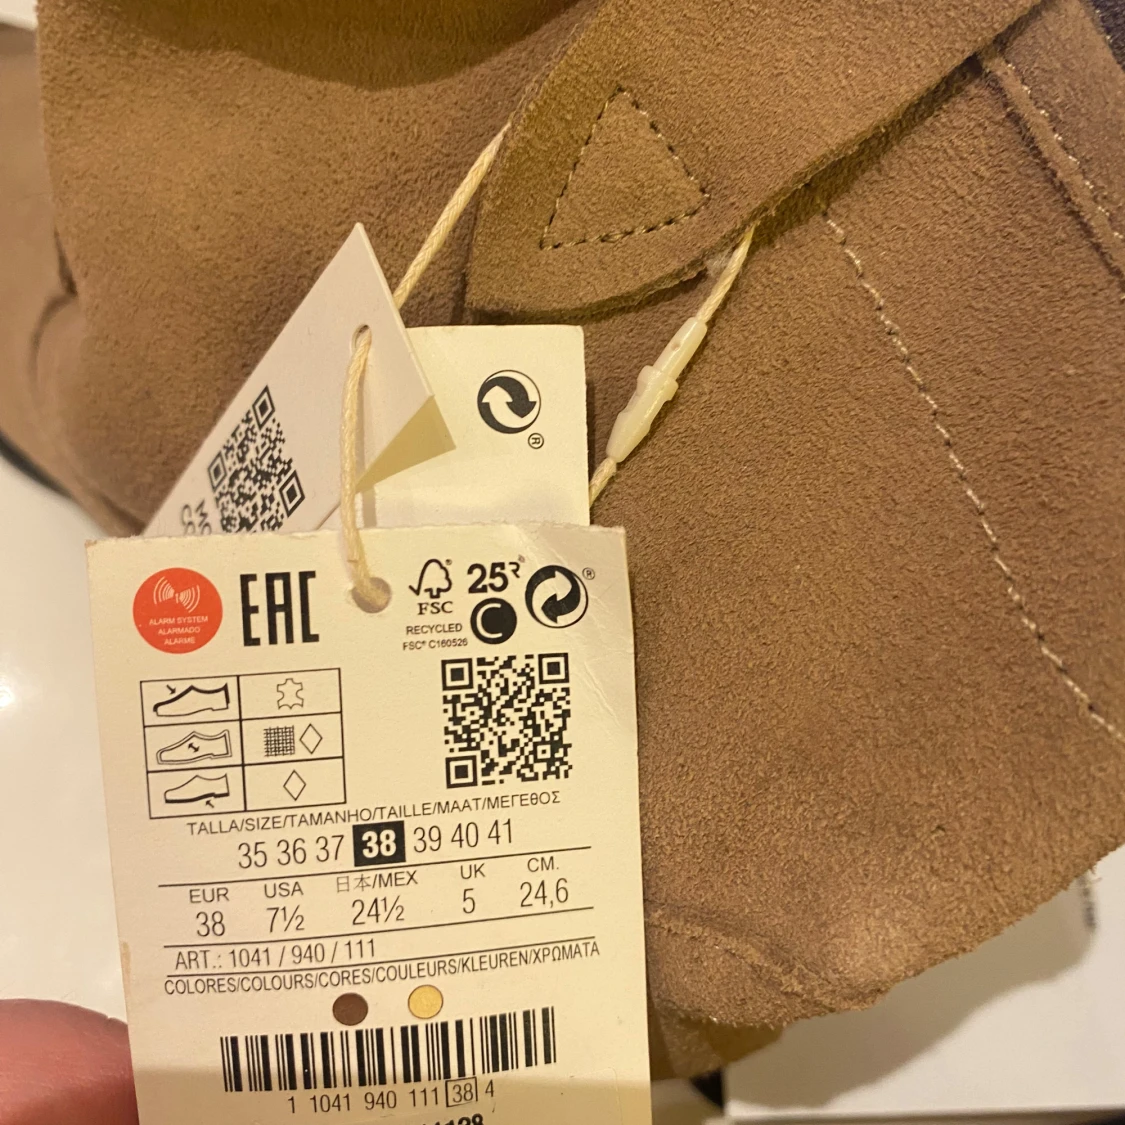 ®
ALARM SYSTEM
ALARMADO
ALARME
EAC
FSC
RECYCLED
FSC® C160526
25
C
®
TALLA/SIZE/TAMANHO/TAILLE/MAAT/ΜΕΓΕΘΟΣ
35 36 37 38 39 40 41
EUR USA 日本/MEX UK CM.
38 7½ 24½ 5 24,6
ART.: 1041 / 940 / 111
COLORES/COLOURS/CORES/COULEURS/KLEUREN/ΧΡΩΜΑΤΑ
1 1041 940 111 38 4